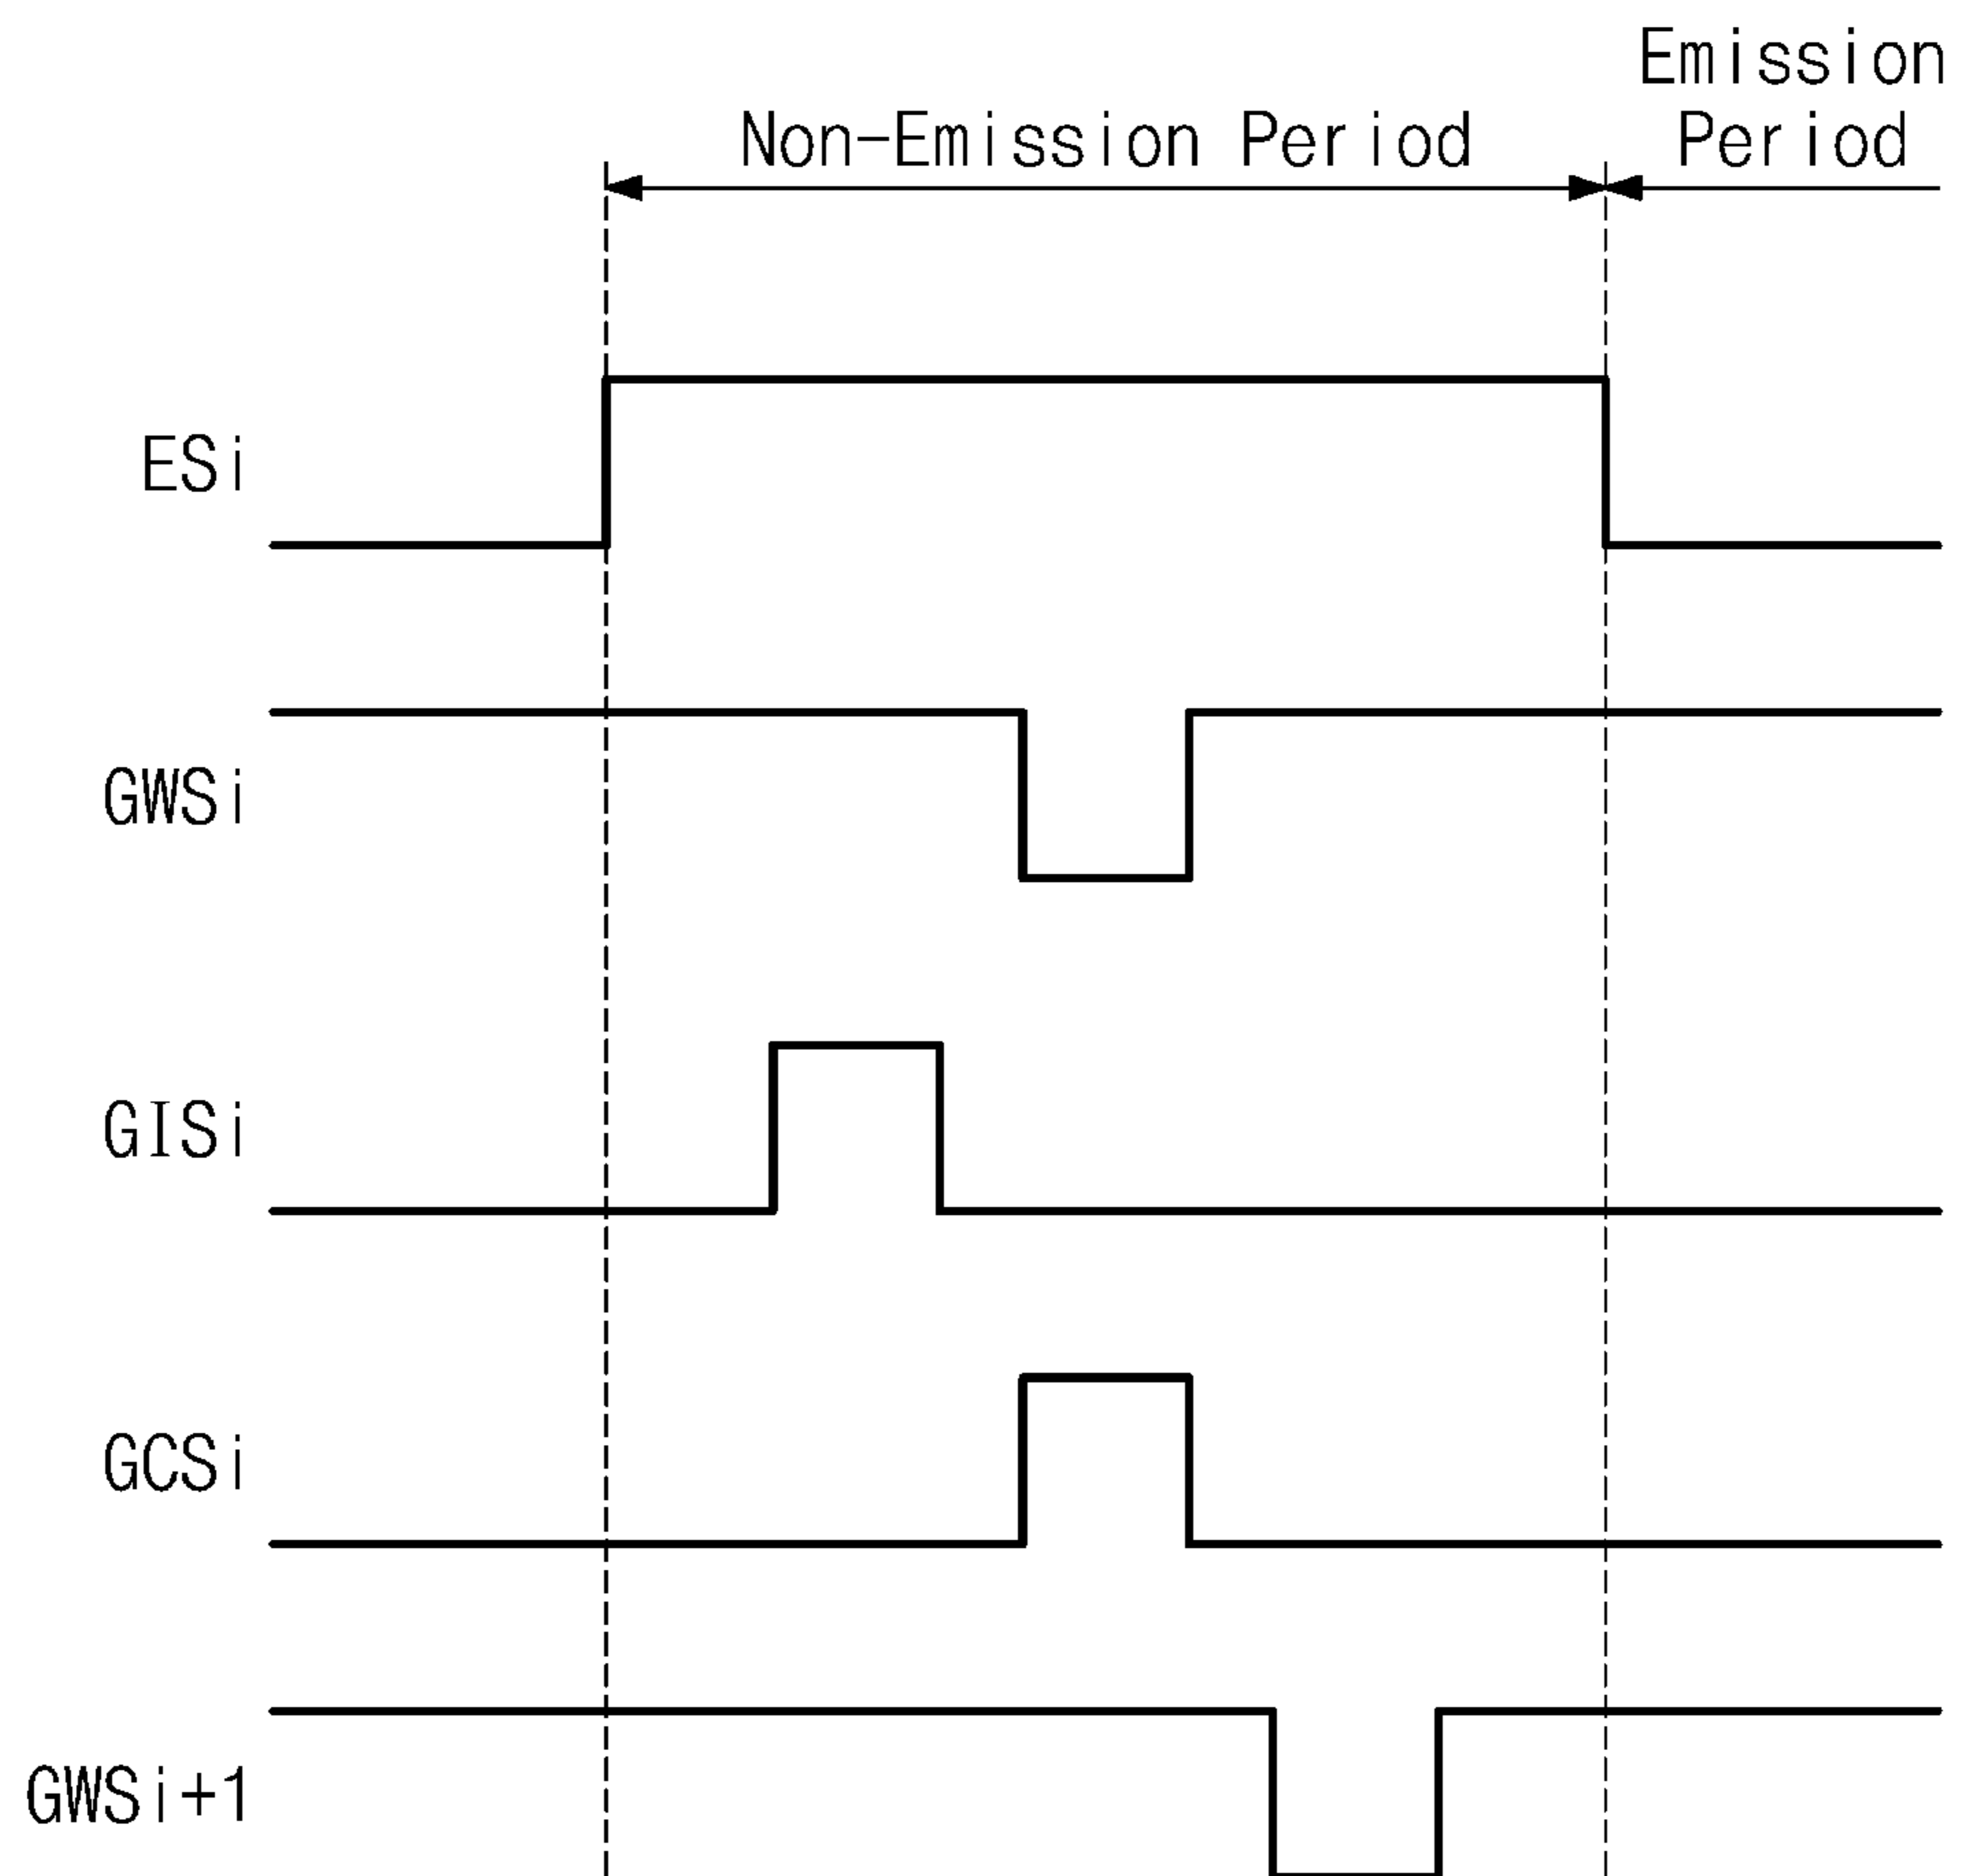 Emission
Non-Emission Period
Period
ESi
GWSi
GISi
GCSi
GWSi+1